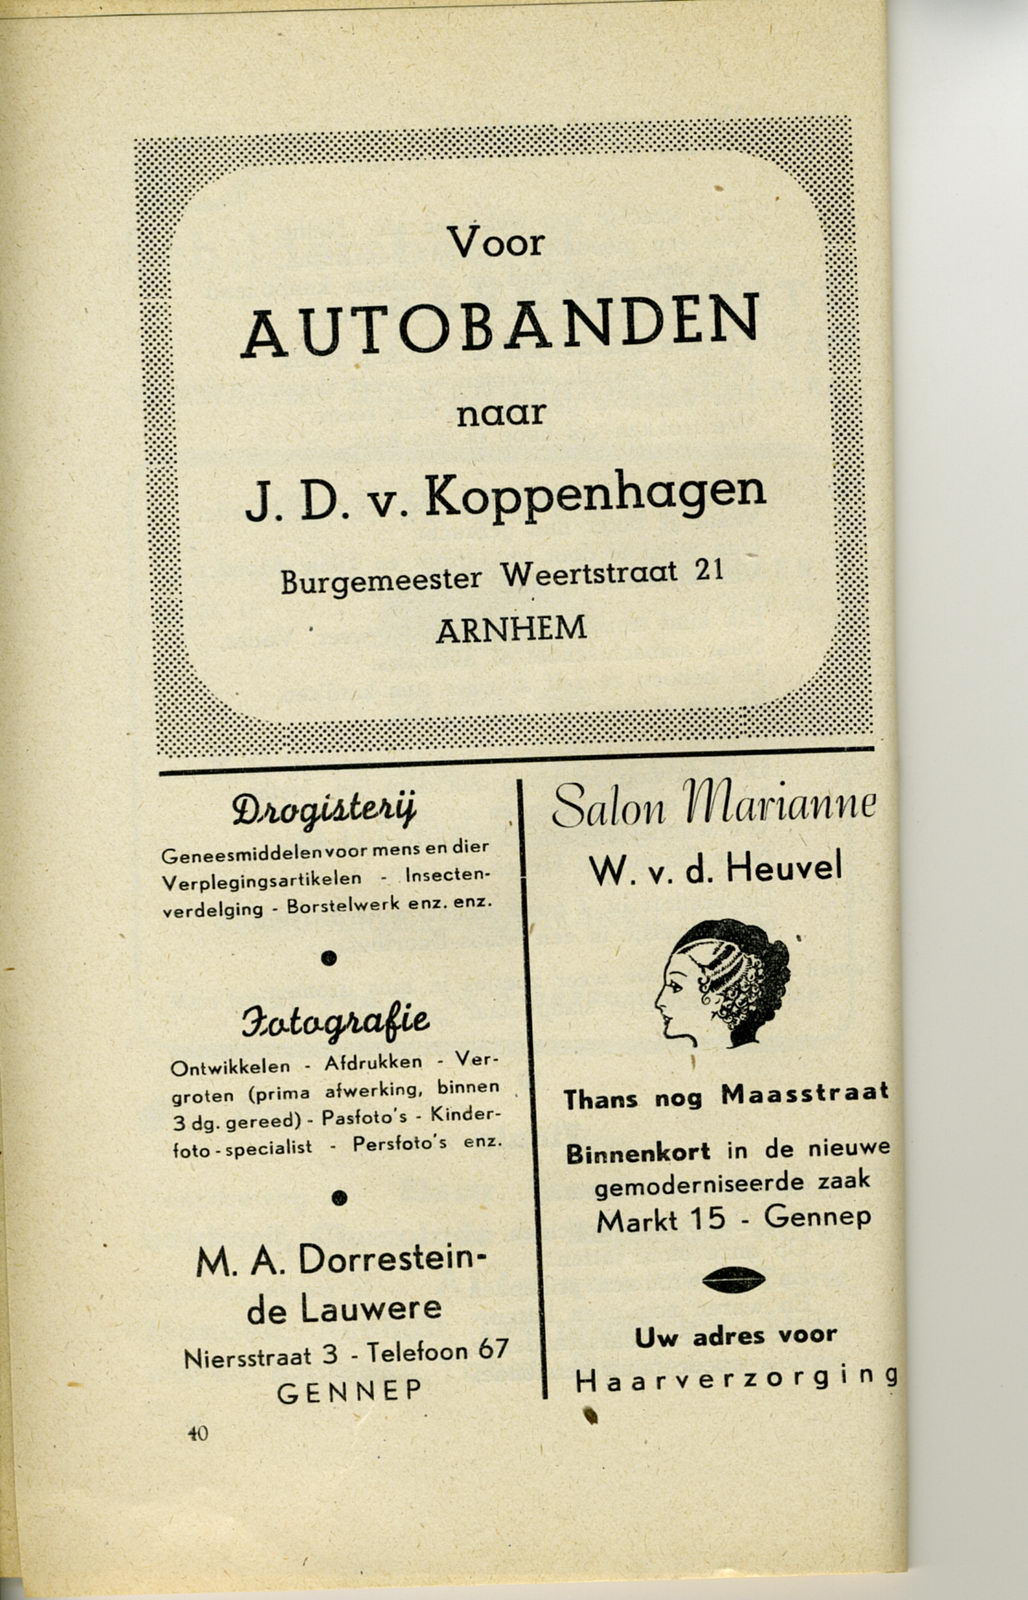 Voor
AUTOBANDEN
naar
J. D. v. Koppenhagen
Burgemeester Weertstraat 21
ARNHEM
Drogisterij
Geneesmiddelen voor mens en dier
Verplegingsartikelen - Insecten-
verdelging - Borstelwerk enz. enz.
Fotografie
Ontwikkelen - Afdrukken - Ver-
groten (prima afwerking, binnen
3 dg. gereed) - Pasfoto's - Kinder-
foto-specialist - Persfoto's enz.
M. A. Dorrestein-
de Lauwere
Niersstraat 3 - Telefoon 67
GENNEP
Salon Marianne
W. v. d. Heuvel
Thans nog Maasstraat
Binnenkort in de nieuwe
gemoderniseerde zaak
Markt 15 - Gennep
Uw adres voor
Haarverzorging
40